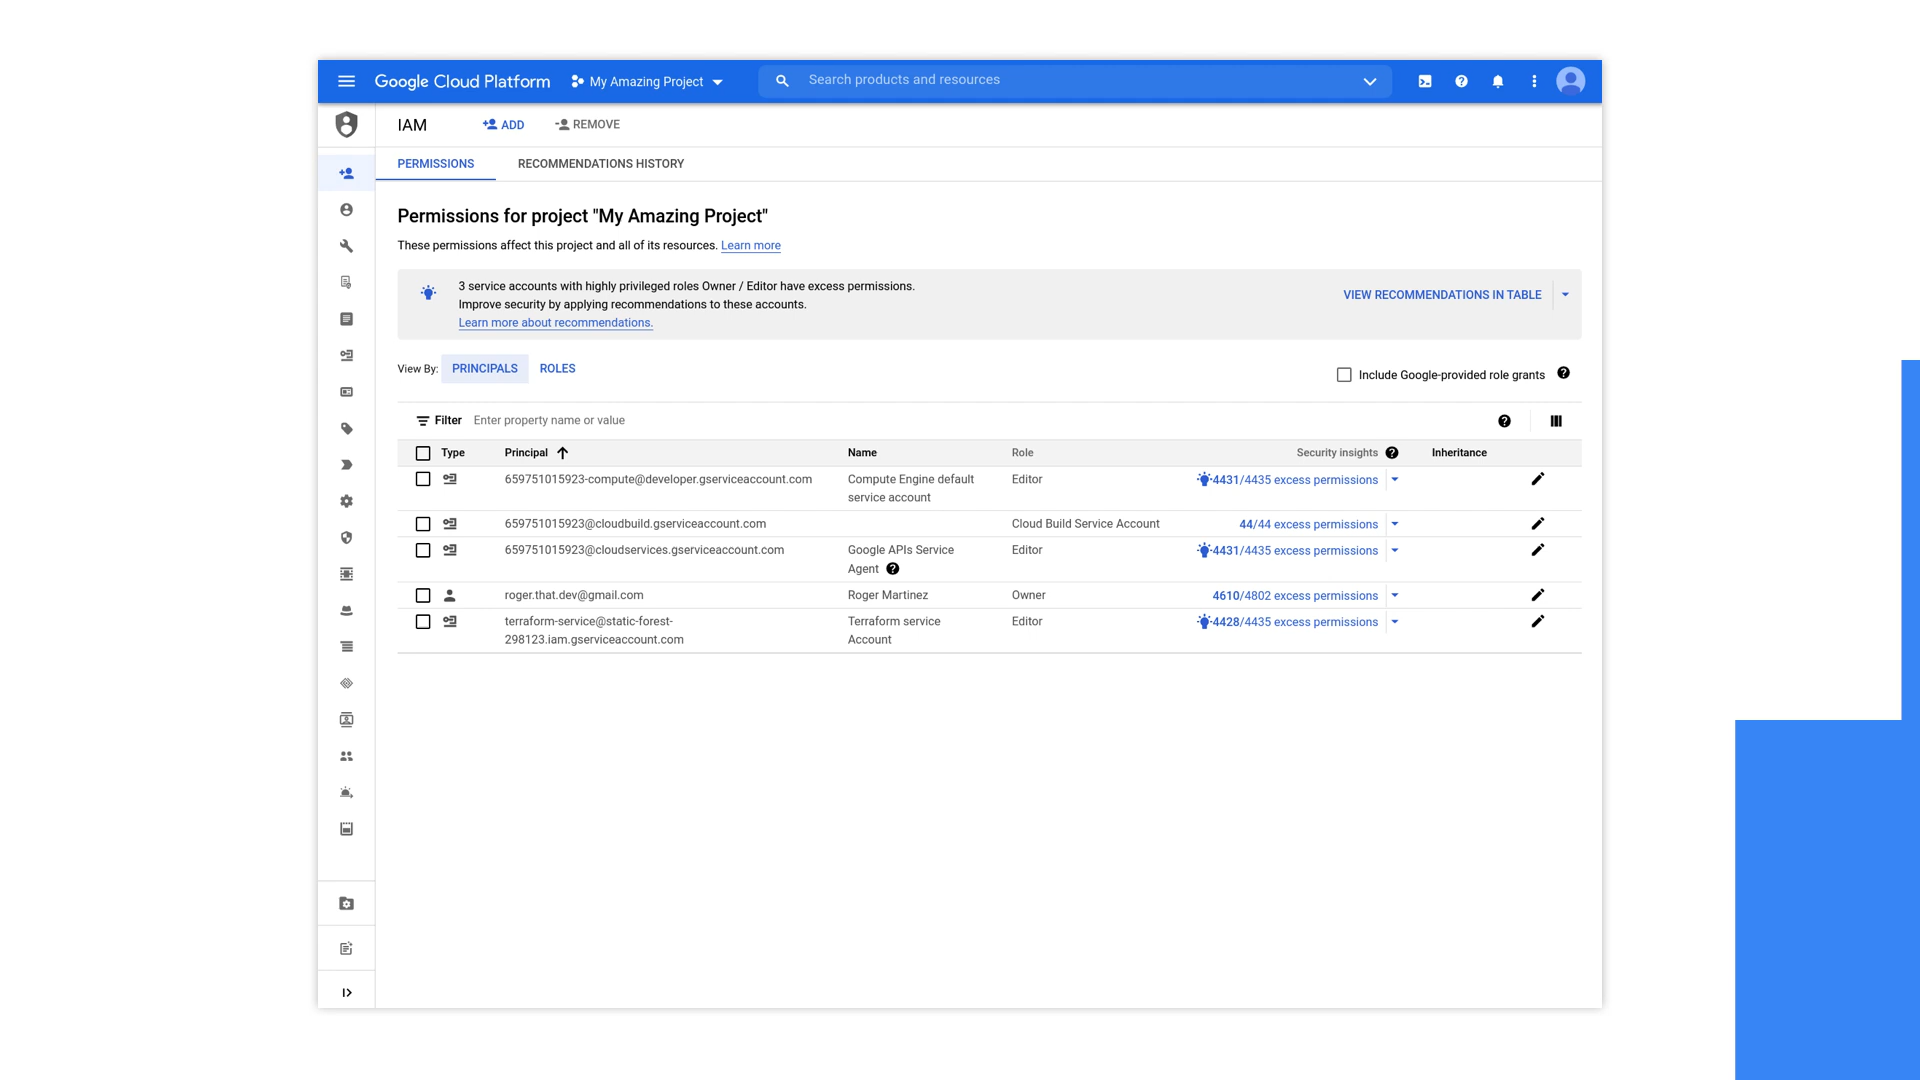 Google Cloud Platform
My Amazing Project
Search products and resources
IAM
ADD
REMOVE
PERMISSIONS
RECOMMENDATIONS HISTORY
Permissions for project "My Amazing Project"
These permissions affect this project and all of its resources. Learn more
3 service accounts with highly privileged roles Owner / Editor have excess permissions.
Improve security by applying recommendations to these accounts.
Learn more about recommendations.
VIEW RECOMMENDATIONS IN TABLE
View By: PRINCIPALS ROLES
Include Google-provided role grants
Filter Enter property name or value
Type Principal Name Role Security insights Inheritance
659751015923-compute@developer.gserviceaccount.com Compute Engine default Editor 4431/4435 excess permissions
service account
659751015923@cloudbuild.gserviceaccount.com Cloud Build Service Account 44/44 excess permissions
659751015923@cloudservices.gserviceaccount.com Google APIs Service Editor 4431/4435 excess permissions
Agent
roger.that.dev@gmail.com Roger Martinez Owner 4610/4802 excess permissions
terraform-service@static-forest- Terraform service Editor 4428/4435 excess permissions
298123.iam.gserviceaccount.com Account